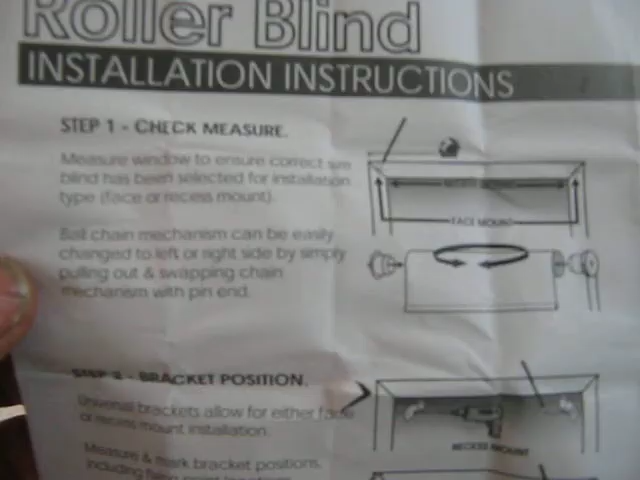 Roller Blind
INSTALLATION INSTRUCTIONS
STEP 1 - CHECK MEASURE.
Measure window to ensure correct size
blind has been selected for installation
type (face or recess mount).
FACE MOUNT
Ball chain mechanism can be easily
changed to left or right side by simply
pulling out & swapping chain
mechanism with pin end.
STEP 2 - BRACKET POSITION.
Universal brackets allow for either face
or recess mount installation.
RECESS MOUNT
Measure & mark bracket positions,
including